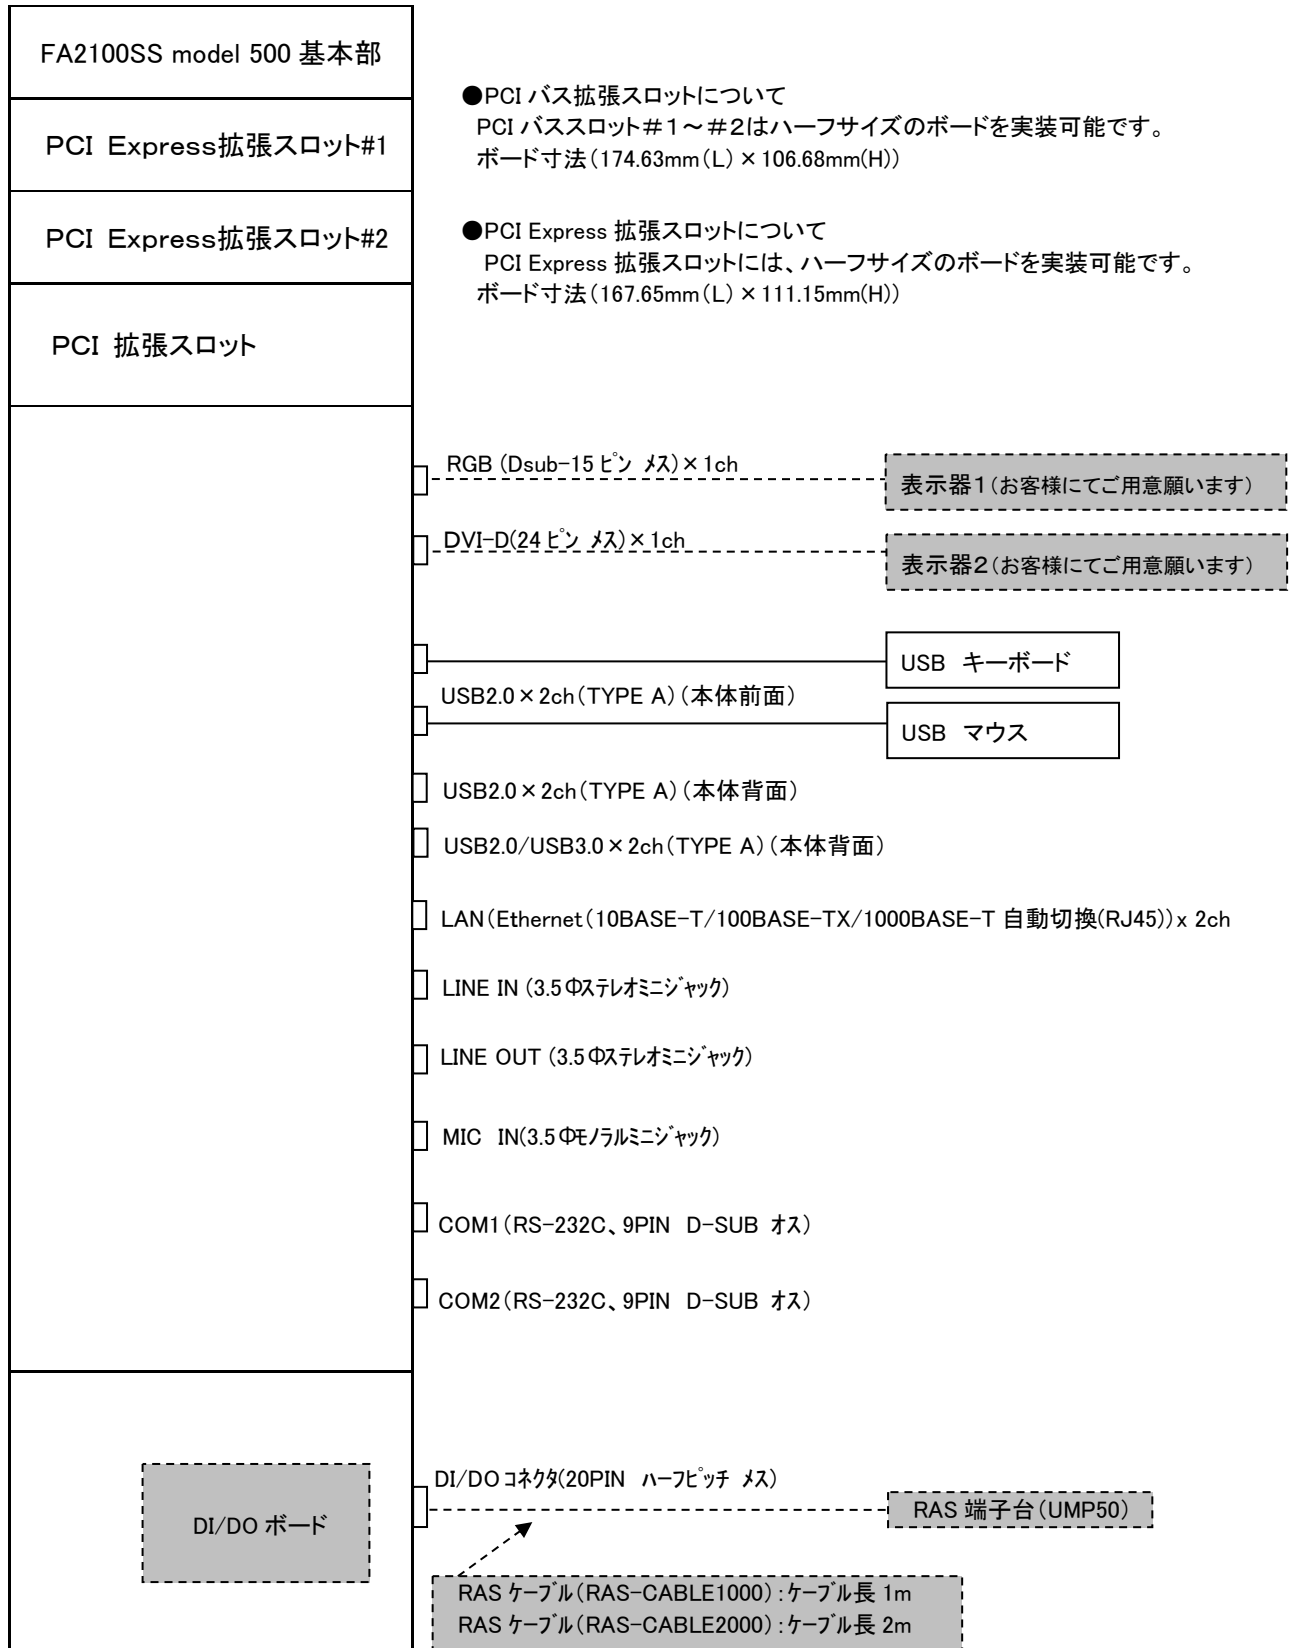 FA2100SS model 500 基本部
PCI Express拡張スロット#1
PCI Express拡張スロット#2
PCI 拡張スロット
●PCI バス拡張スロットについて
PCI バススロット＃１～＃２はハーフサイズのボードを実装可能です。
ボード寸法（174.63mm（L）×106.68mm(H)）
●PCI Express 拡張スロットについて
PCI Express 拡張スロットには、ハーフサイズのボードを実装可能です。
ボード寸法（167.65mm（L）×111.15mm(H)）
RGB (Dsub-15 ﾋﾟﾝ ﾒｽ)×1ch
表示器１（お客様にてご用意願います）
DVI-D(24 ﾋﾟﾝ ﾒｽ)×1ch
表示器２（お客様にてご用意願います）
USB キーボード
USB2.0×2ch（TYPE A）（本体前面）
USB マウス
USB2.0×2ch（TYPE A）（本体背面）
USB2.0/USB3.0×2ch（TYPE A）（本体背面）
LAN（Ethernet（10BASE-T/100BASE-TX/1000BASE-T 自動切換(RJ45)）x 2ch
LINE IN (3.5Φｽﾃﾚｵﾐﾆｼﾞｬｯｸ)
LINE OUT (3.5Φｽﾃﾚｵﾐﾆｼﾞｬｯｸ)
MIC IN(3.5Φﾓﾉﾗﾙﾐﾆｼﾞｬｯｸ)
COM1（RS-232C、9PIN D-SUB ｵｽ）
COM2（RS-232C、9PIN D-SUB ｵｽ）
DI/DO ボード
DI/DO ｺﾈｸﾀ(20PIN ﾊｰﾌﾋﾟｯﾁ ﾒｽ)
RAS 端子台（UMP50）
RAS ｹｰﾌﾞﾙ（RAS-CABLE1000）：ｹｰﾌﾞﾙ長 1m
RAS ｹｰﾌﾞﾙ（RAS-CABLE2000）：ｹｰﾌﾞﾙ長 2m